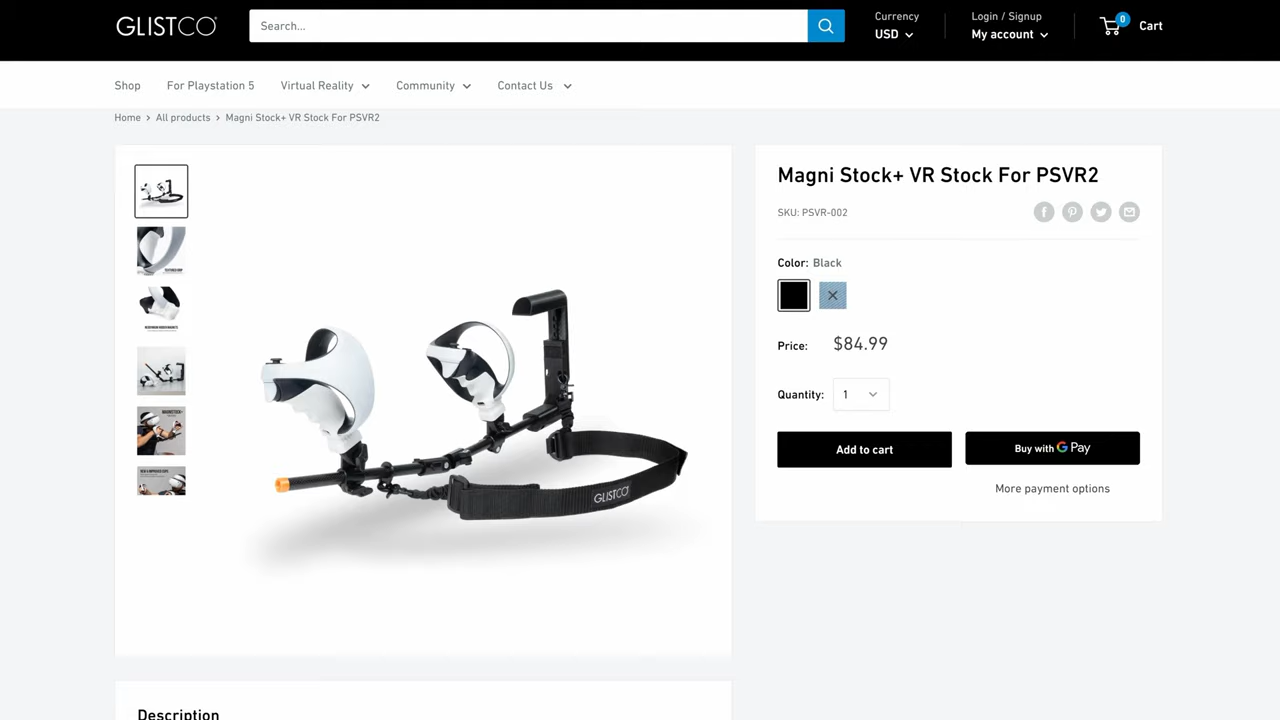 GLISTCO
Search...
Currency
USD
Login / Signup
My account
0
Cart
Shop
For Playstation 5
Virtual Reality
Community
Contact Us
Home > All products > Magni Stock+ VR Stock For PSVR2
Magni Stock+ VR Stock For PSVR2
SKU: PSVR-002
Color: Black
Price: $84.99
Quantity: 1
Add to cart
Buy with G Pay
More payment options
GLISTCO
Description